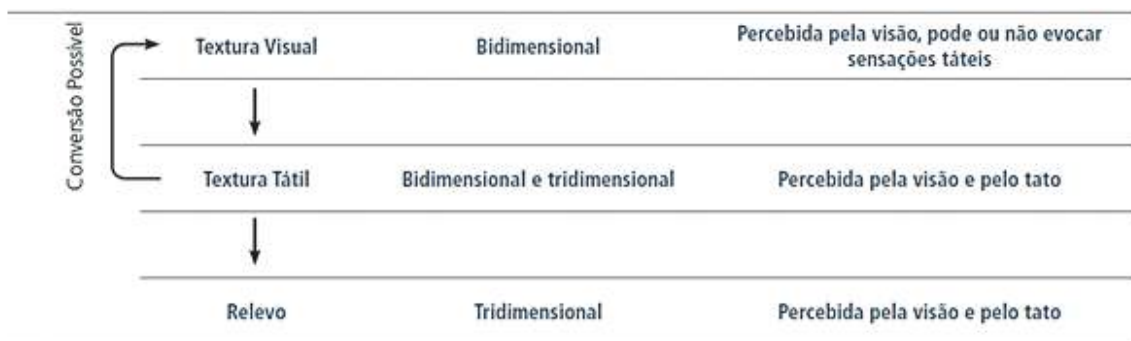 Conversão Possível
Textura Visual
Bidimensional
Percebida pela visão, pode ou não evocar
sensações táteis
Textura Tátil
Bidimensional e tridimensional
Percebida pela visão e pelo tato
Relevo
Tridimensional
Percebida pela visão e pelo tato